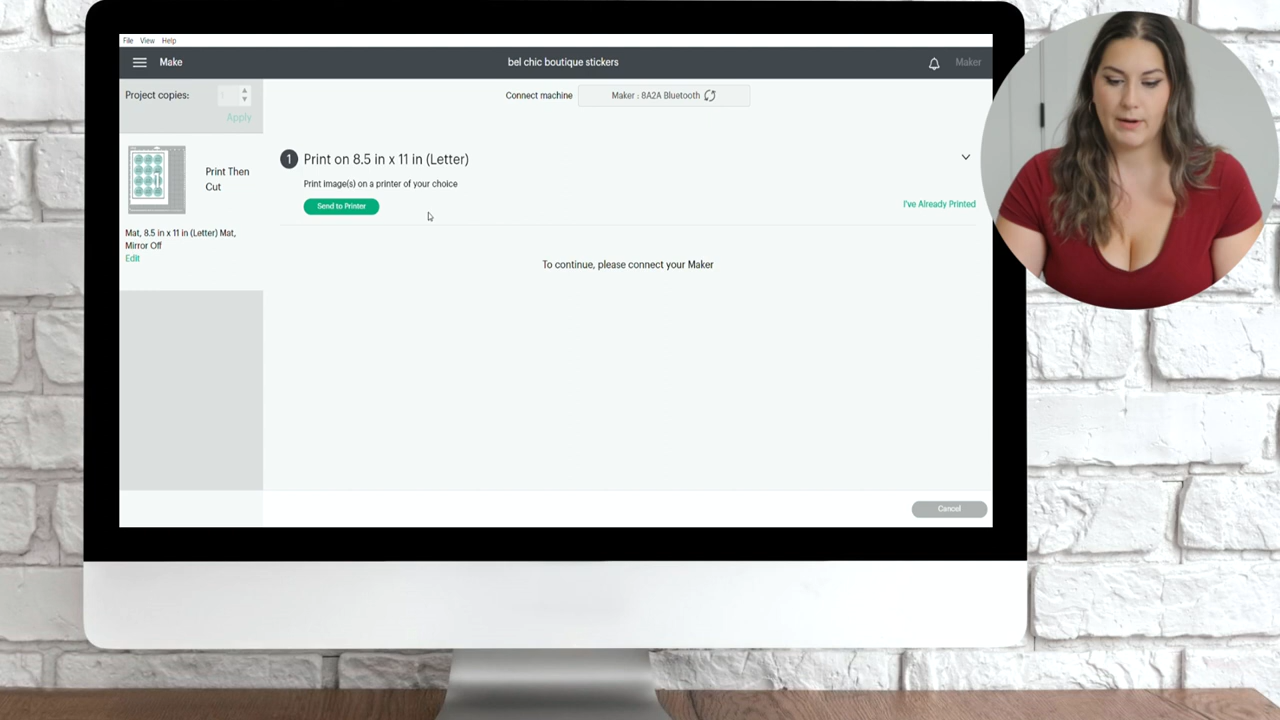 File View Help
Make
bel chic boutique stickers
Maker
Project copies:
Apply
Connect machine
Maker : 8A2A Bluetooth
Print Then
Cut
Mat, 8.5 in x 11 in (Letter) Mat,
Mirror Off
Edit
1 Print on 8.5 in x 11 in (Letter)
Print image(s) on a printer of your choice
Send to Printer
I've Already Printed
To continue, please connect your Maker
Cancel